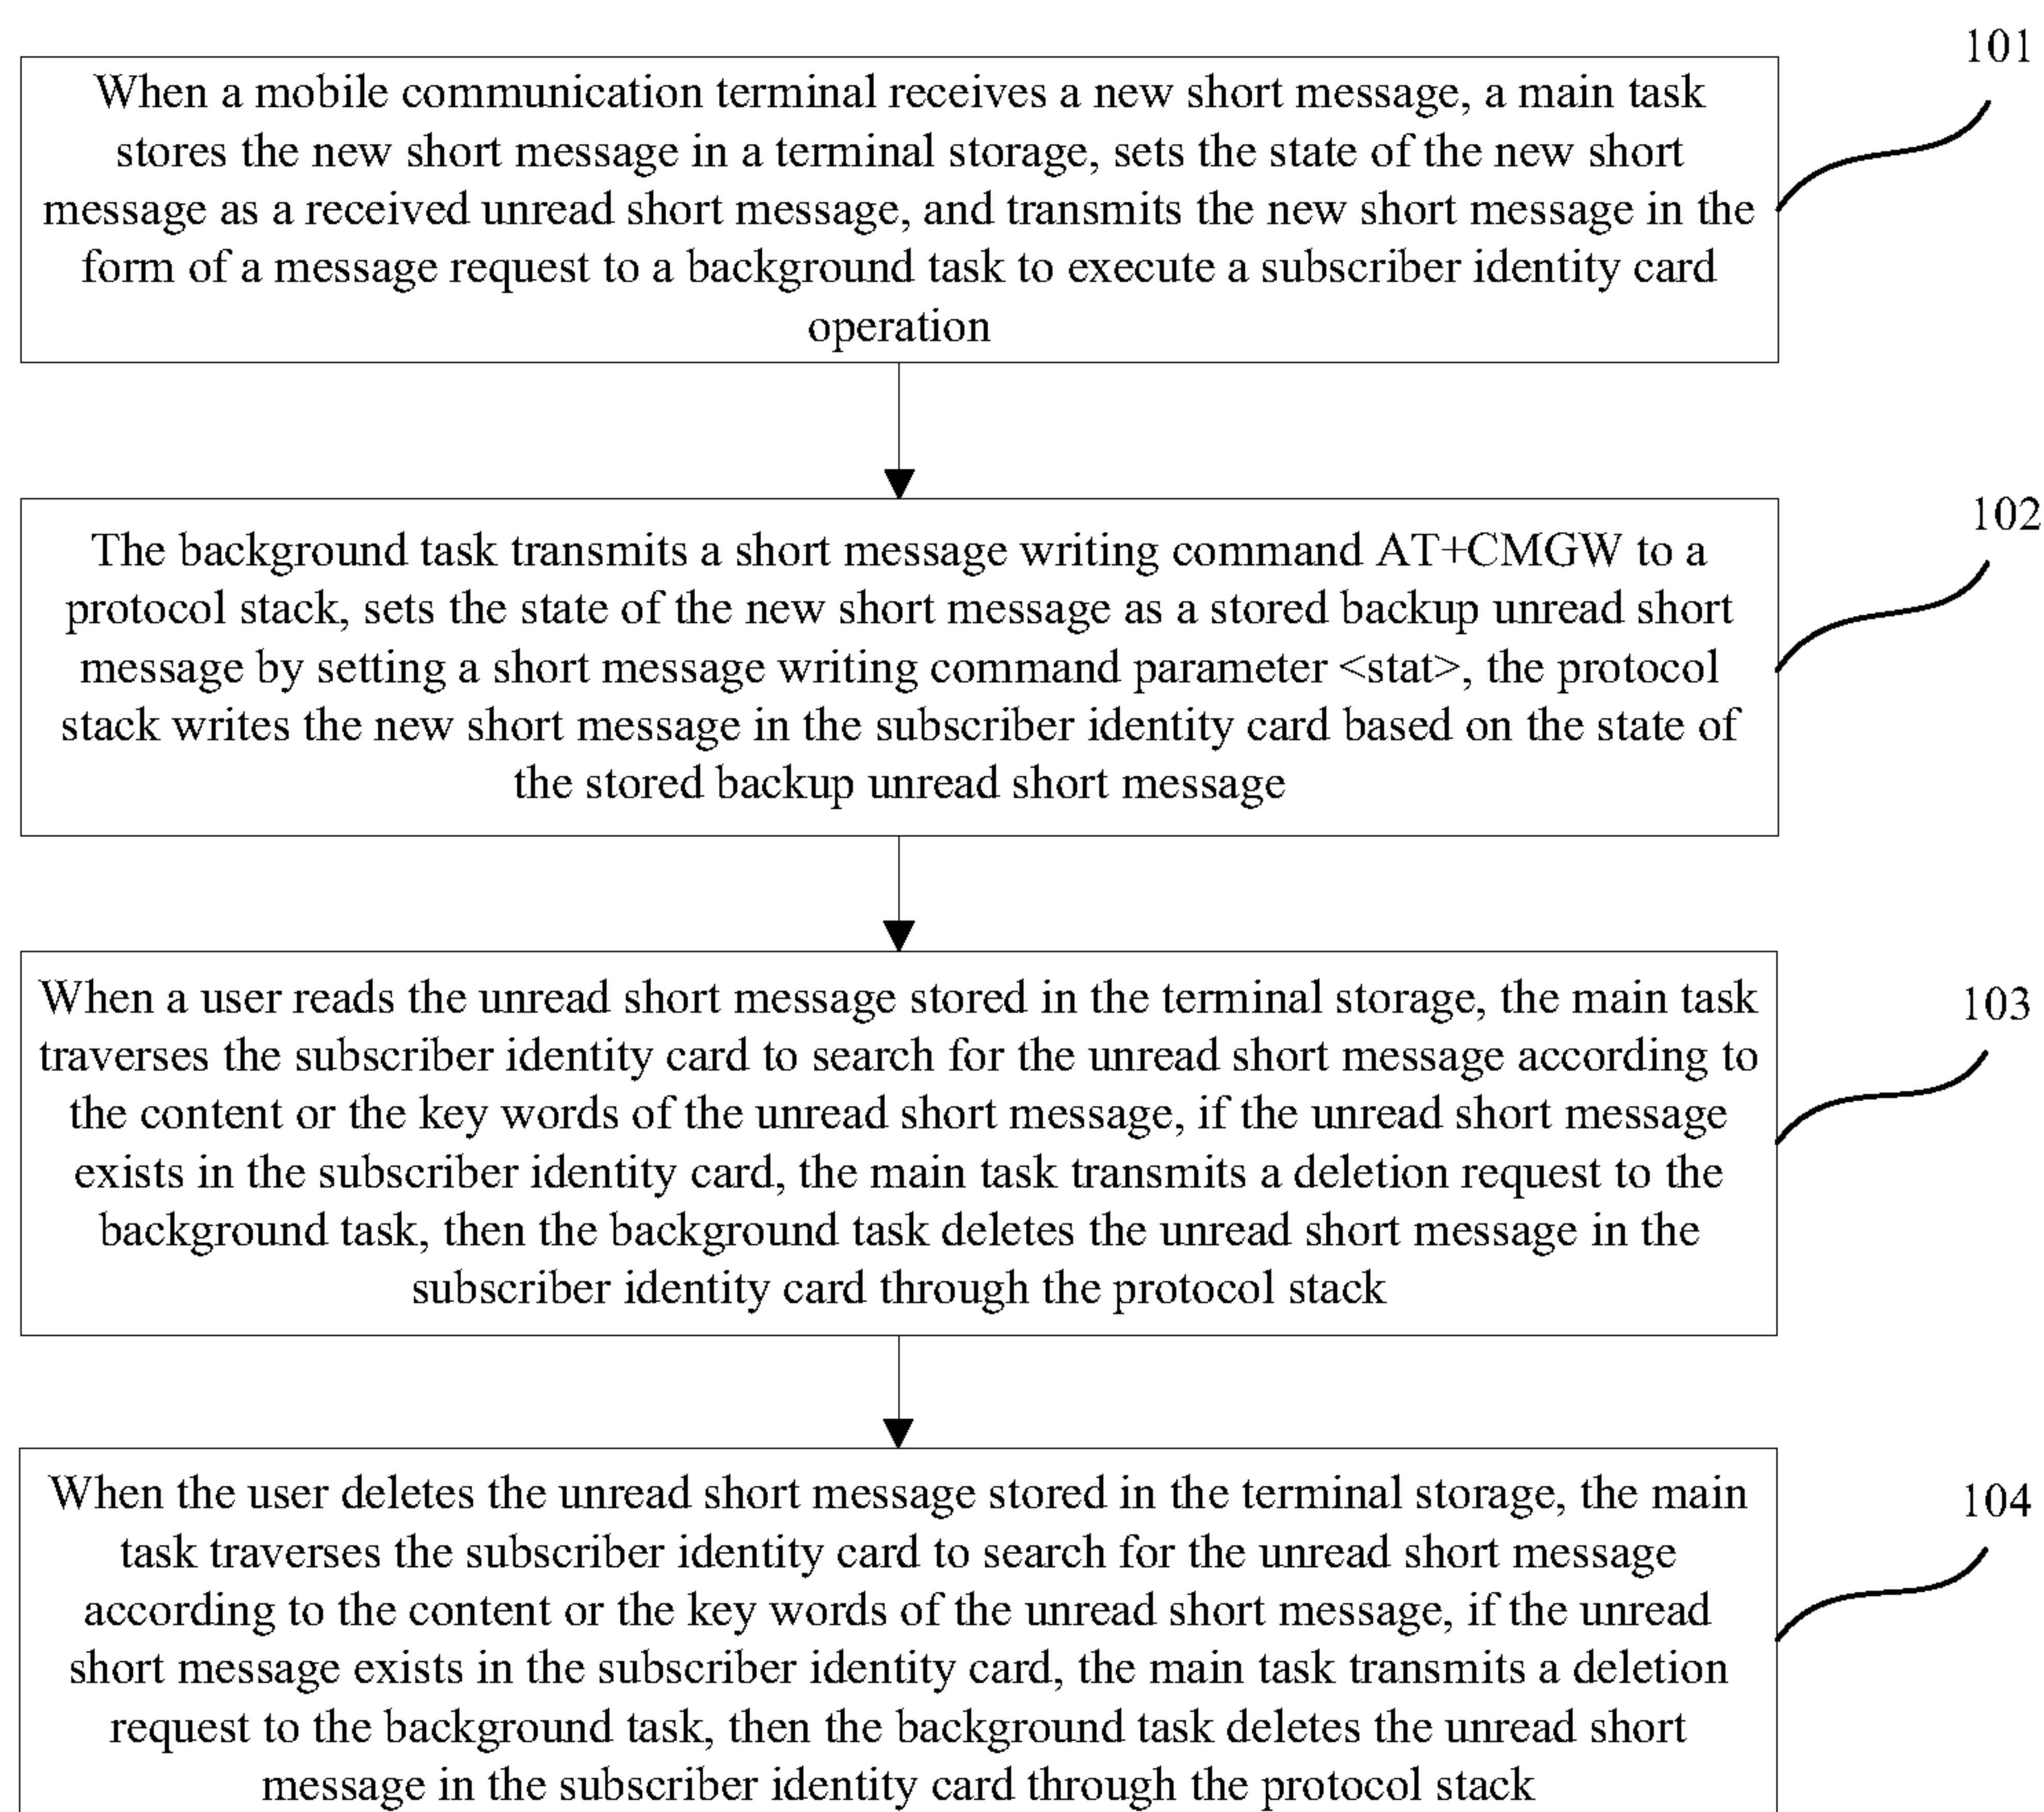 101
When a mobile communication terminal receives a new short message, a main task
stores the new short message in a terminal storage, sets the state of the new short
message as a received unread short message, and transmits the new short message in the
form of a message request to a background task to execute a subscriber identity card
operation
102
The background task transmits a short message writing command AT+CMGW to a
protocol stack, sets the state of the new short message as a stored backup unread short
message by setting a short message writing command parameter <stat>, the protocol
stack writes the new short message in the subscriber identity card based on the state of
the stored backup unread short message
103
When a user reads the unread short message stored in the terminal storage, the main task
traverses the subscriber identity card to search for the unread short message according to
the content or the key words of the unread short message, if the unread short message
exists in the subscriber identity card, the main task transmits a deletion request to the
background task, then the background task deletes the unread short message in the
subscriber identity card through the protocol stack
104
When the user deletes the unread short message stored in the terminal storage, the main
task traverses the subscriber identity card to search for the unread short message
according to the content or the key words of the unread short message, if the unread
short message exists in the subscriber identity card, the main task transmits a deletion
request to the background task, then the background task deletes the unread short
message in the subscriber identity card through the protocol stack